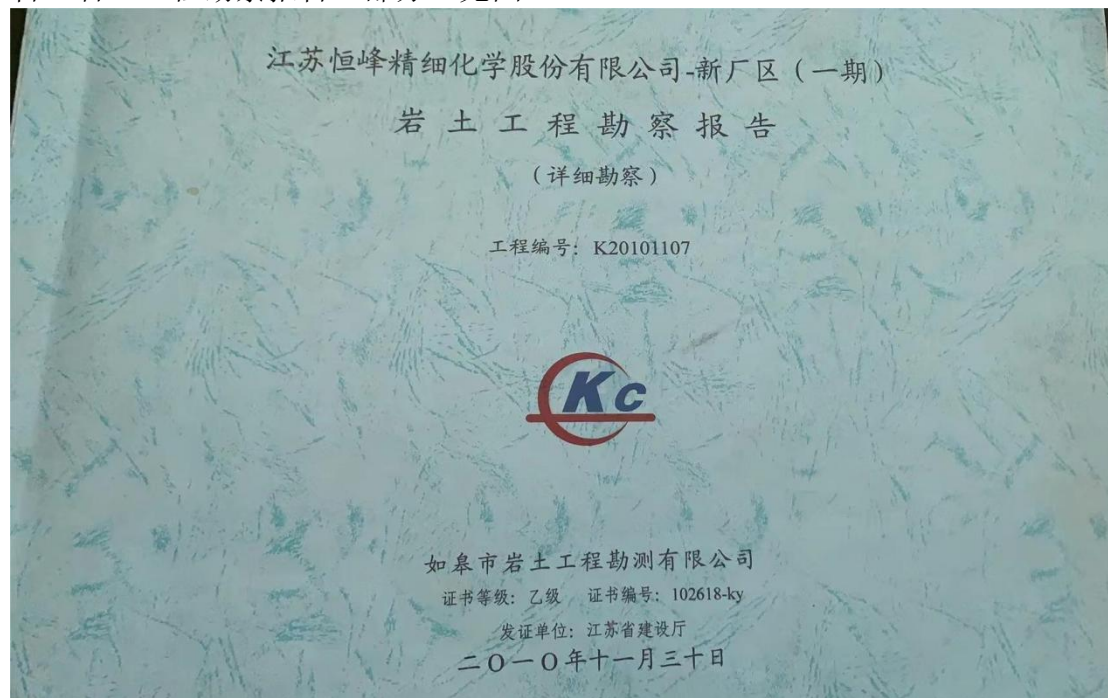 江苏恒峰精细化学股份有限公司-新厂区（一期）
岩土工程勘察报告
（详细勘察）
工程编号：K20101107
Kc
如皋市岩土工程勘测有限公司
证书等级：乙级 证书编号：102618-ky
发证单位：江苏省建设厅
二O一O年十一月三十日